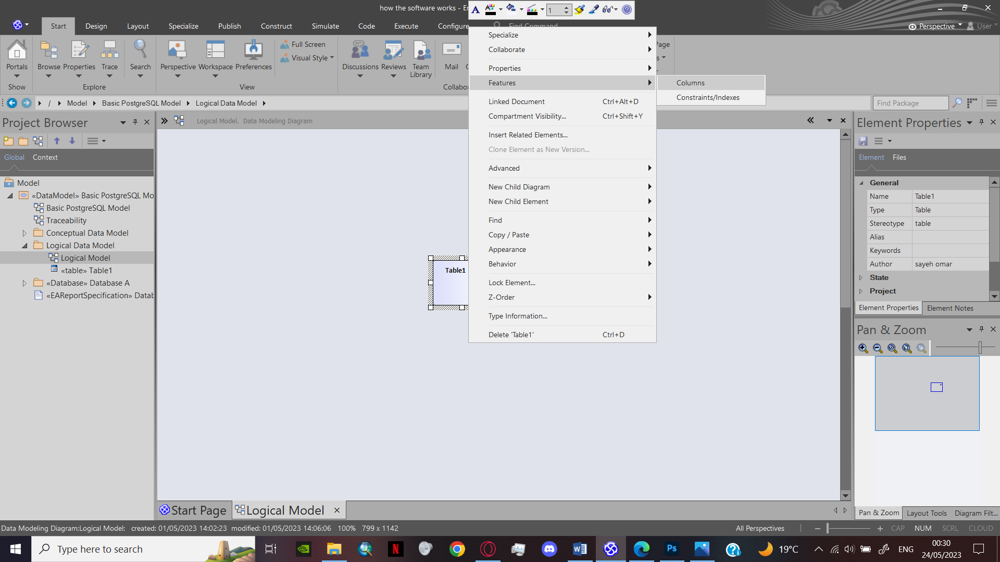 how the software works - En
1
Start Design Layout Specialize Publish Construct Simulate Code Execute Configure Find Command
Perspective User
Portals Browse Properties Trace Search Perspective Workspace Preferences
Full Screen
Visual Style
Discussions Reviews Team Library Mail
Show Explore View
Model Basic PostgreSQL Model Logical Data Model
/
Find Package
Specialize
Collaborate
Properties
Features
Linked Document Ctrl+Alt+D
Compartment Visibility... Ctrl+Shift+Y
Insert Related Elements...
Clone Element as New Version...
Advanced
New Child Diagram
New Child Element
Find
Copy / Paste
Appearance
Behavior
Lock Element...
Z-Order
Type Information...
Delete 'Table1' Ctrl+D
Columns
Constraints/Indexes
Project Browser
Global Context
Model
«DataModel» Basic PostgreSQL Mo
Basic PostgreSQL Model
Traceability
Conceptual Data Model
Logical Data Model
Logical Model
«table» Table1
«Database» Database A
«EAReportSpecification» Datab
Logical Model. Data Modeling Diagram
Table1
Start Page Logical Model
Element Properties
Element Files
General
Name Table1
Type Table
Stereotype table
Alias
Keywords
Author sayeh omar
State
Project
Element Properties Element Notes
Pan & Zoom
Pan & Zoom Layout Tools Diagram Filt...
Data Modeling Diagram:Logical Model: created: 01/05/2023 14:02:23 modified: 01/05/2023 14:06:06 100% 799 x 1142
All Perspectives CAP NUM SCRL CLOUD
Type here to search
19°C ENG
00:30
24/05/2023